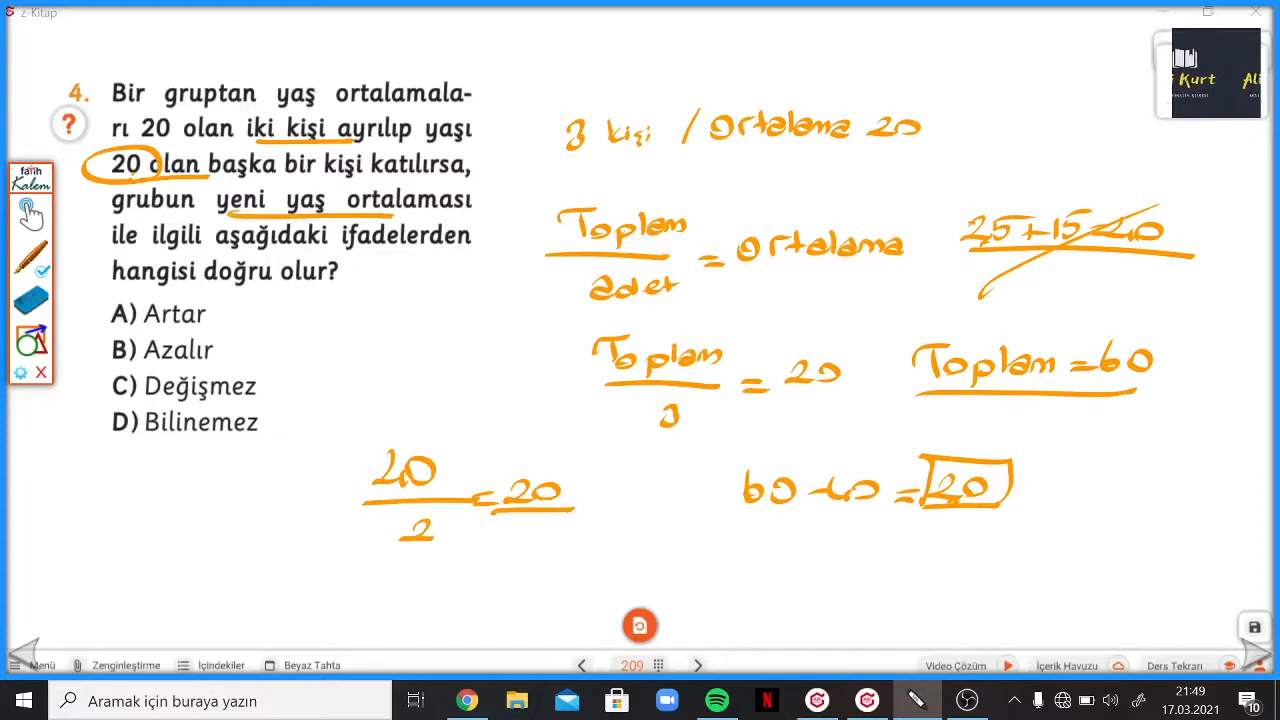 z-Kitap
4. Bir gruptan yaş ortalamala-
rı 20 olan iki kişi ayrılıp yaşı
20 olan başka bir kişi katılırsa,
grubun yeni yaş ortalaması
ile ilgili aşağıdaki ifadelerden
hangisi doğru olur?
A) Artar
B) Azalır
C) Değişmez
D) Bilinemez
?
fatih
Kalem
Kurt
3 kişi / Ortalama 20
Toplam
adet
= Ortalama
25+15=40
Toplam
3
= 20
Toplam = 60
40
2
= 20
60-40 = 20
Menü
Zenginleştirme
İçindekiler
Beyaz Tahta
209
Video Çözüm
İçerik Havuzu
Ders Tekrarı
Aramak için buraya yazın
21:49
17.03.2021
10